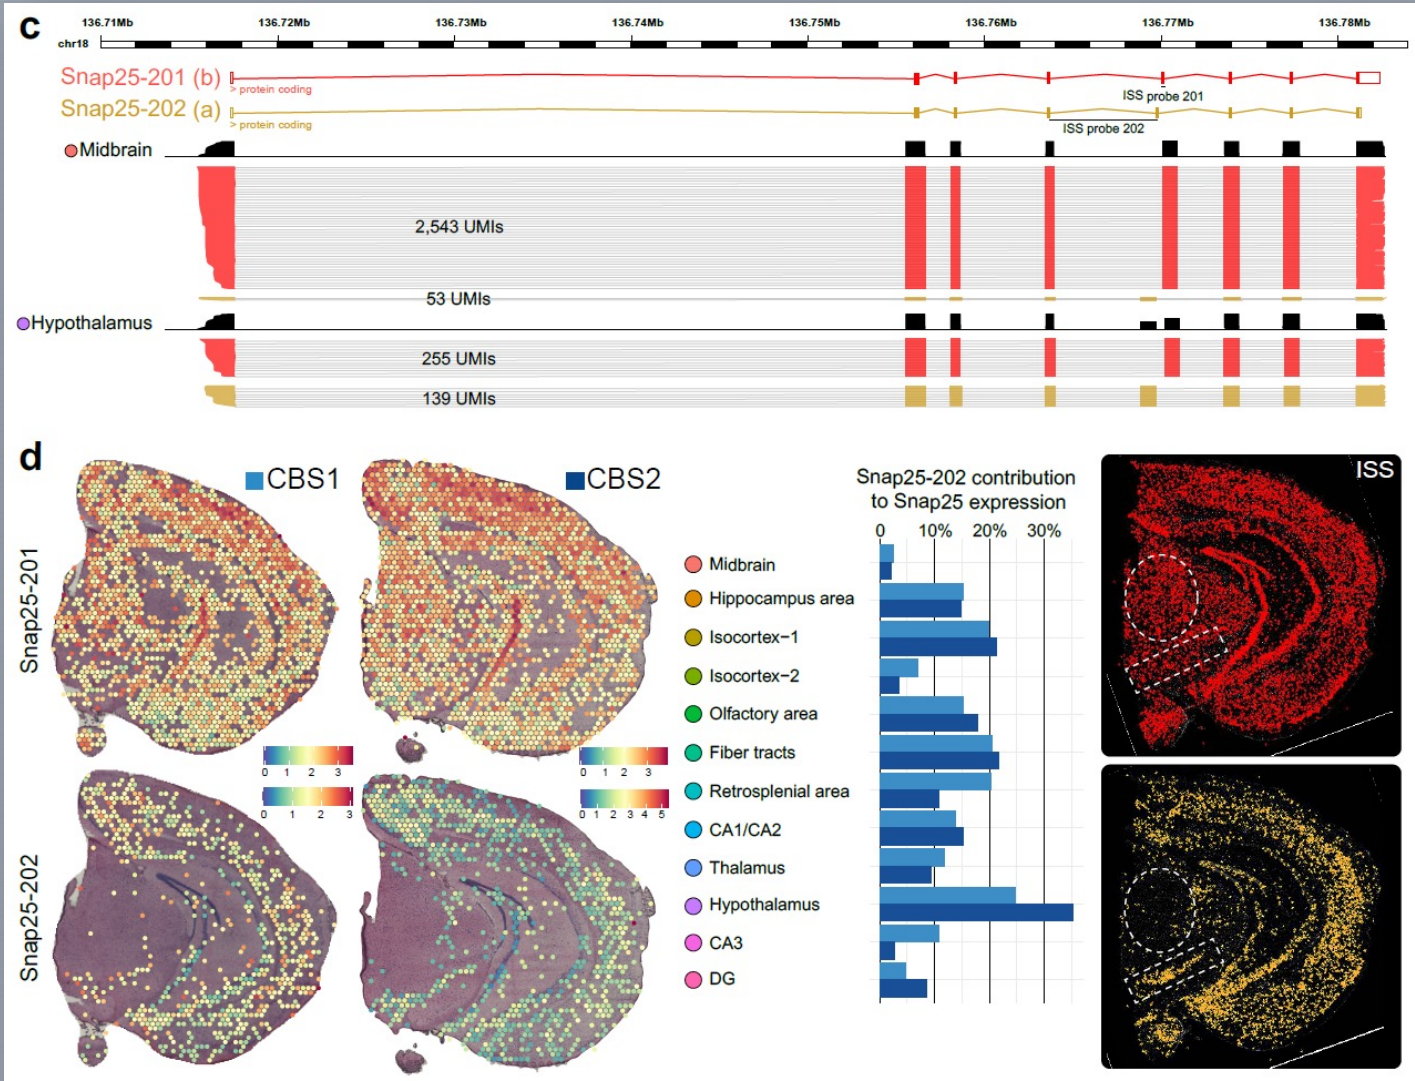 c
136.71Mb 136.72Mb 136.73Mb 136.74Mb 136.75Mb 136.76Mb 136.77Mb 136.78Mb
chr18
Snap25-201 (b)
> protein coding
ISS probe 201
Snap25-202 (a)
> protein coding
ISS probe 202
Midbrain
2,543 UMIs
53 UMIs
Hypothalamus
255 UMIs
139 UMIs
d
CBS1
CBS2
Snap25-201
0 1 2 3
0 1 2 3
0 1 2 3
0 1 2 3 4 5
Snap25-202
Snap25-202 contribution
to Snap25 expression
0 10% 20% 30%
Midbrain
Hippocampus area
Isocortex−1
Isocortex−2
Olfactory area
Fiber tracts
Retrosplenial area
CA1/CA2
Thalamus
Hypothalamus
CA3
DG
ISS